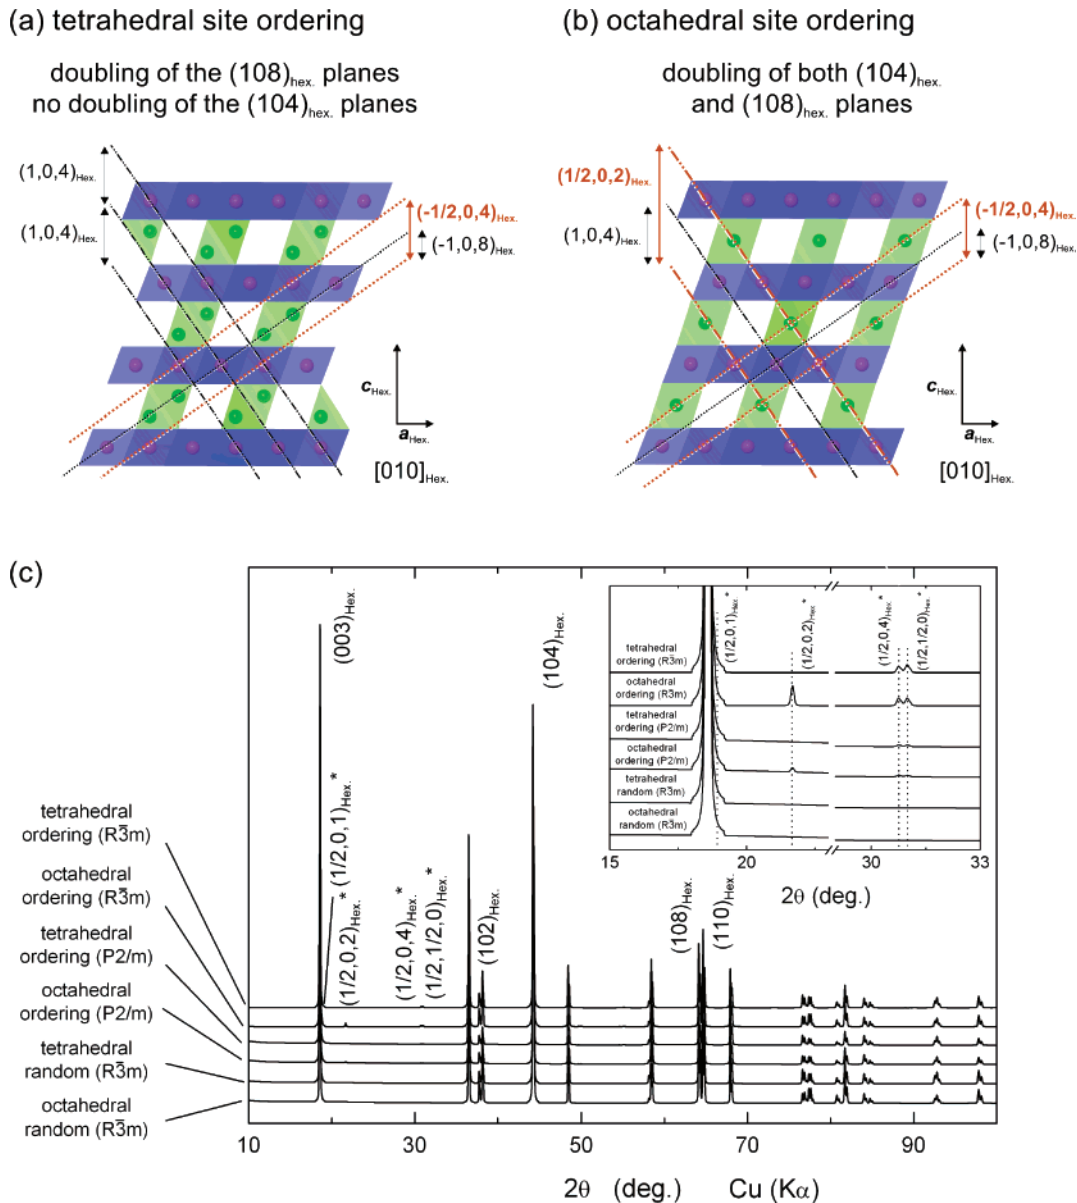 (a) tetrahedral site ordering
doubling of the (108)hex. planes
no doubling of the (104)hex. planes
(1,0,4)Hex.
(1,0,4)Hex.
(-1/2,0,4)Hex.
(-1,0,8)Hex.
cHex.
aHex.
[010]Hex.
(b) octahedral site ordering
doubling of both (104)hex.
and (108)hex. planes
(1/2,0,2)Hex.
(1,0,4)Hex.
(-1/2,0,4)Hex.
(-1,0,8)Hex.
cHex.
aHex.
[010]Hex.
(c)
(003)Hex.
(1/2,0,1)Hex.*
(1/2,0,2)Hex.*
(1/2,0,4)Hex.*
(1/2,1/2,0)Hex.*
(102)Hex.
(104)Hex.
(108)Hex.
(110)Hex.
tetrahedral
ordering (R3̅m)
octahedral
ordering (R3̅m)
tetrahedral
ordering (P2/m)
octahedral
ordering (P2/m)
tetrahedral
random (R3̅m)
octahedral
random (R3̅m)
10 30 50 70 90
2θ (deg.) Cu (Kα)
(1/2,0,1)Hex.*
(1/2,0,2)Hex.*
(1/2,0,4)Hex.*
(1/2,1/2,0)Hex.*
tetrahedral
ordering (R3̅m)
octahedral
ordering (R3̅m)
tetrahedral
ordering (P2/m)
octahedral
ordering (P2/m)
tetrahedral
random (R3̅m)
octahedral
random (R3̅m)
15 20 30 33
2θ (deg.)